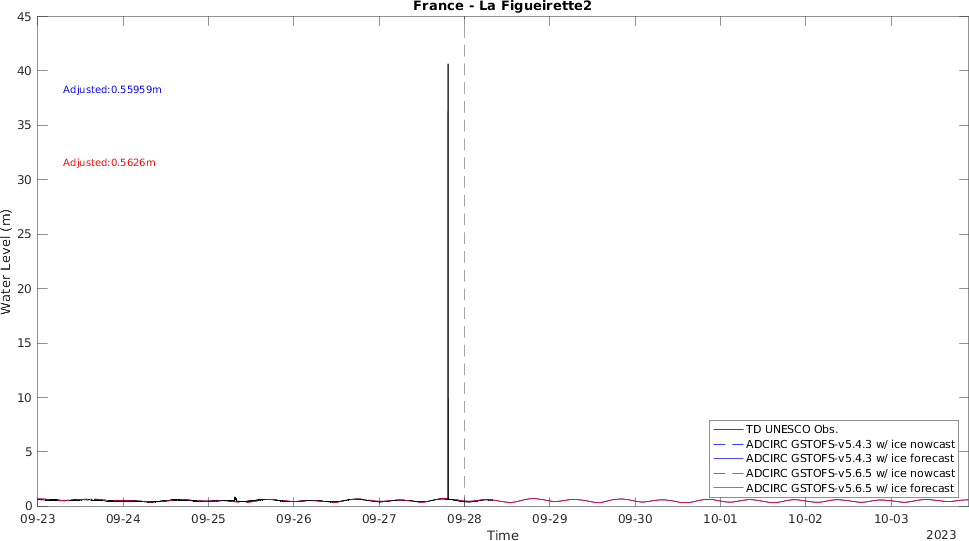 France - La Figueirette2
45
40
Adjusted:0.55959m
35
Adjusted:0.5626m
30
25
Water Level (m)
20
15
10
TD UNESCO Obs.
ADCIRC GSTOFS-v5.4.3 w/ ice nowcast
5
ADCIRC GSTOFS-v5.4.3 w/ ice forecast
ADCIRC GSTOFS-v5.6.5 w/ ice nowcast
ADCIRC GSTOFS-v5.6.5 w/ ice forecast
0
09-23 09-24 09-25 09-26 09-27 09-28 09-29 09-30 10-01 10-02 10-03
Time
2023